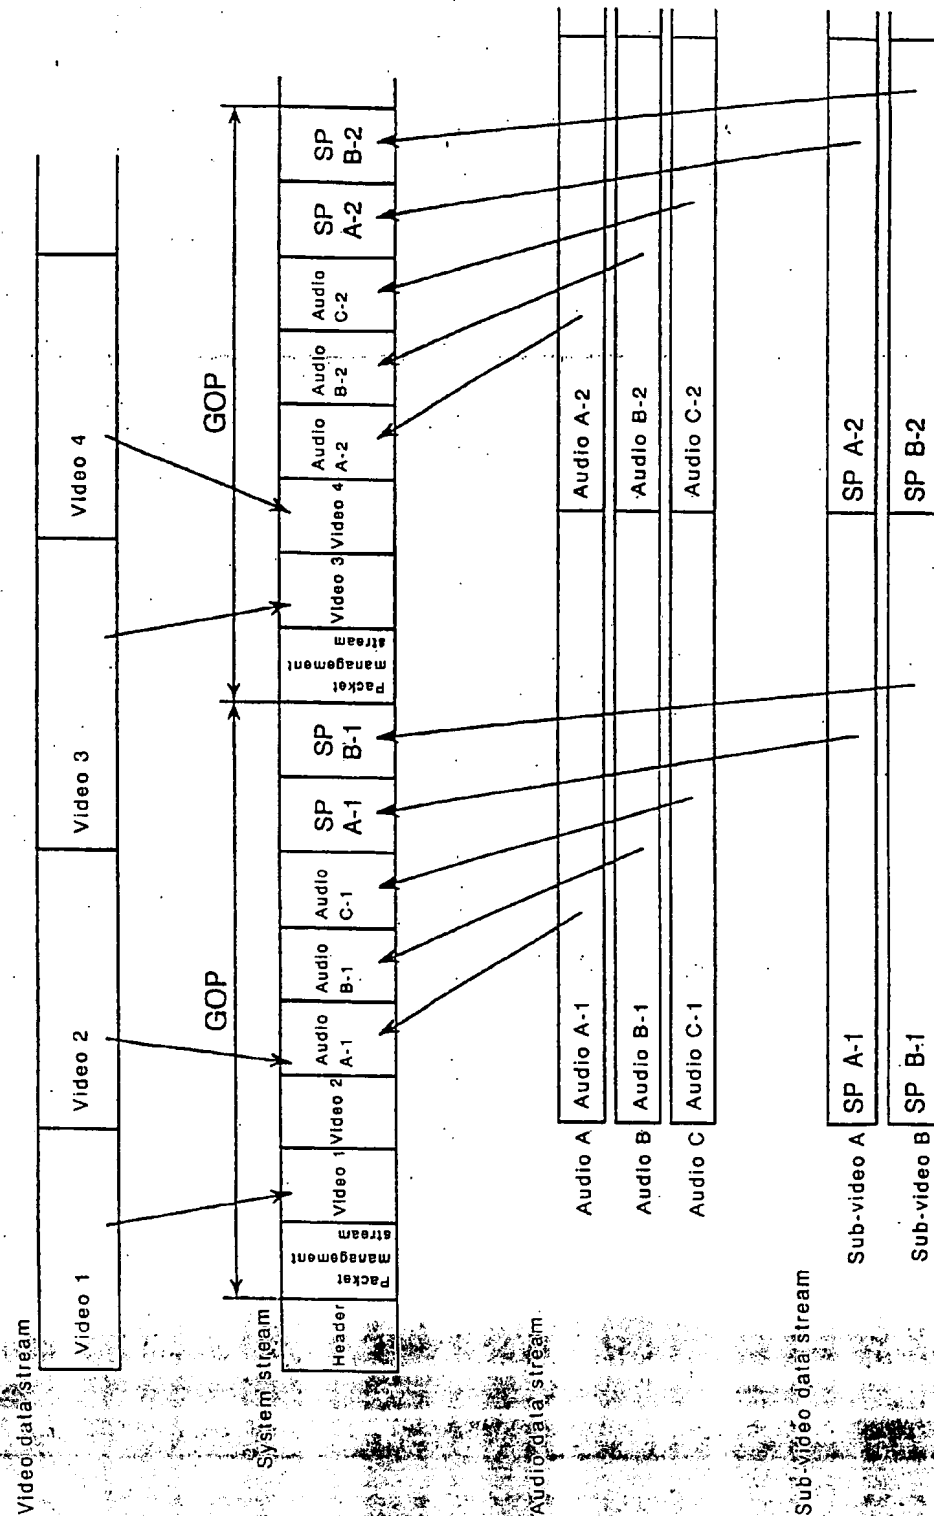 Video data stream
Video 1
Video 2
Video 3
Video 4
GOP
GOP
System stream
Header
Packet
management
stream
Video 1
Video 2
Audio
A-1
Audio
B-1
Audio
C-1
SP
A-1
SP
B-1
Packet
management
stream
Video 3
Video 4
Audio
A-2
Audio
B-2
Audio
C-2
SP
A-2
SP
B-2
Audio data stream
Audio A
Audio A-1
Audio A-2
Audio B
Audio B-1
Audio B-2
Audio C
Audio C-1
Audio C-2
Sub-video data stream
Sub-video A
SP A-1
SP A-2
Sub-video B
SP B-1
SP B-2